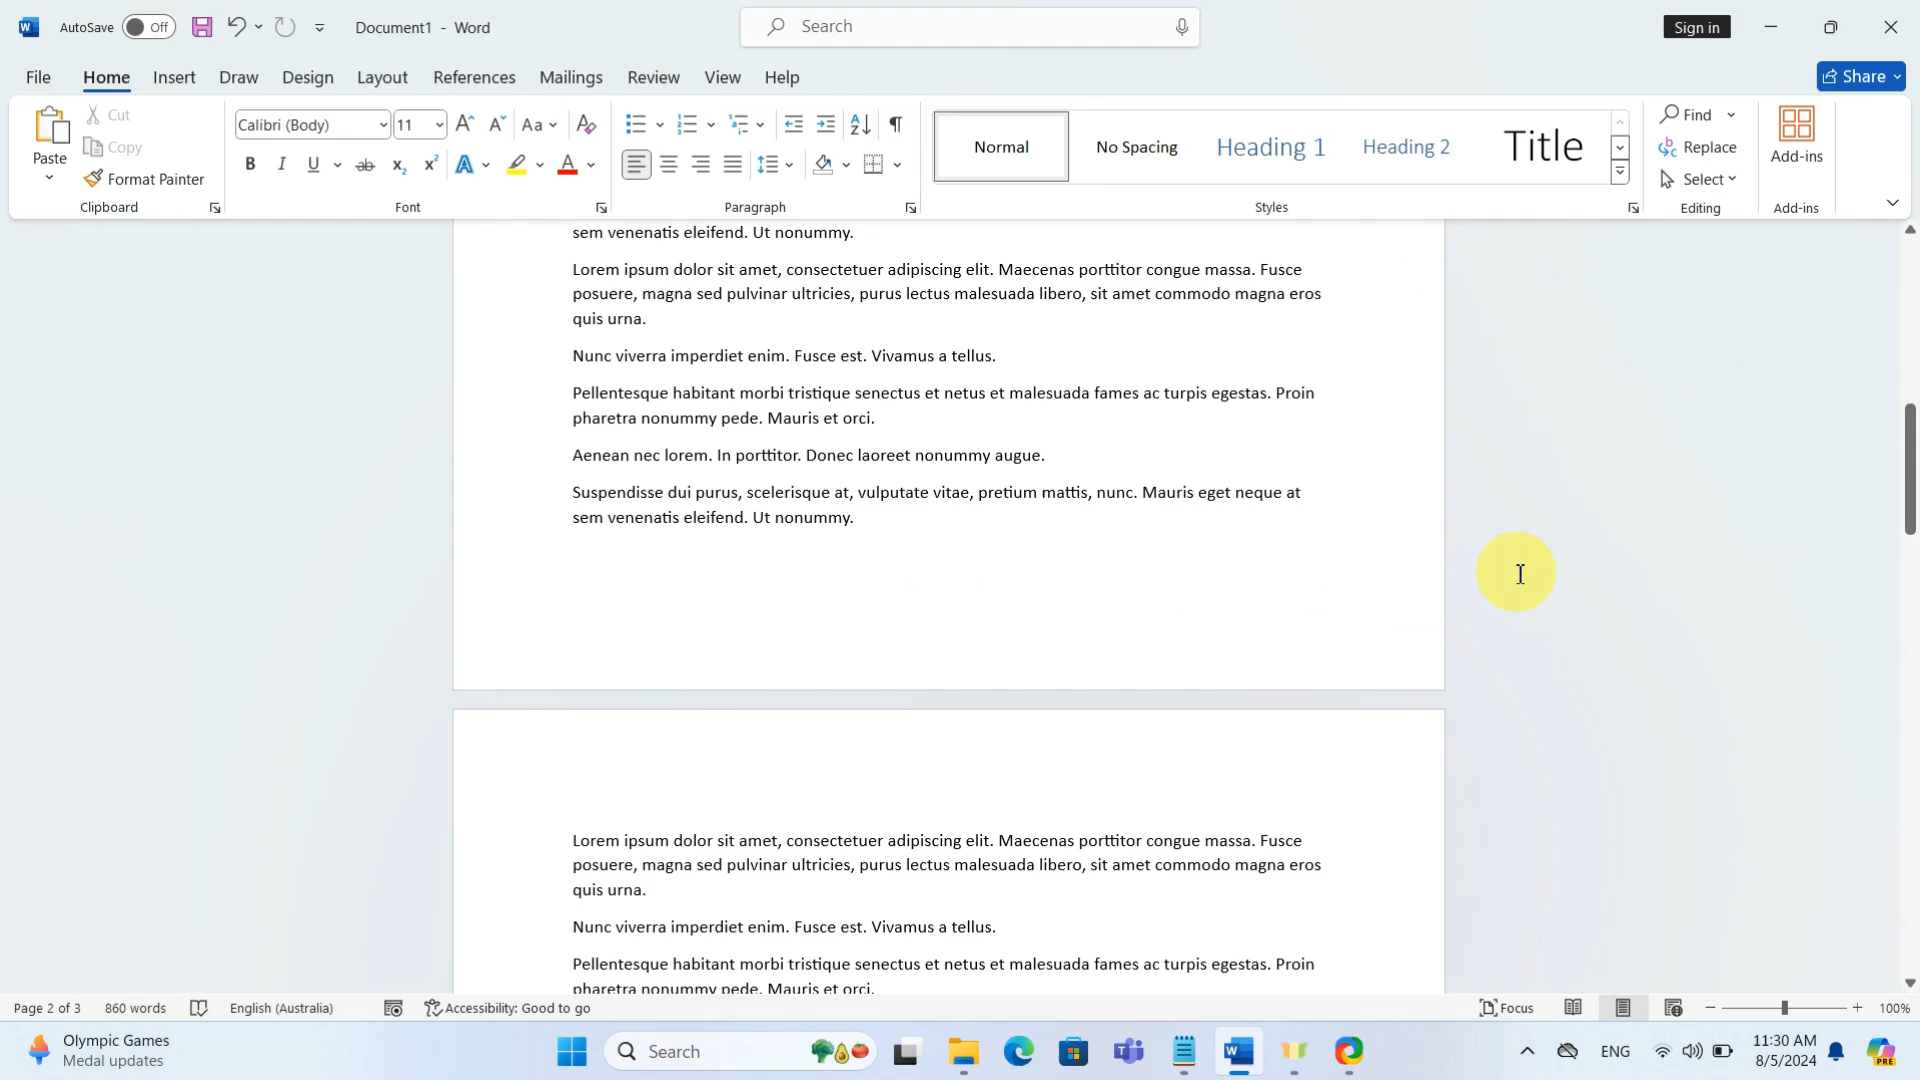 AutoSave Off Document1 - Word Search Sign in
File Home Insert Draw Design Layout References Mailings Review View Help Share
Paste Cut Copy Format Painter Clipboard
Calibri (Body) 11 Aa
B I U ab x₂ x² A A
Font
Paragraph
Normal No Spacing Heading 1 Heading 2 Title
Styles
Find Replace Select Editing
Add-ins
Add-ins
sem venenatis eleifend. Ut nonummy.
Lorem ipsum dolor sit amet, consectetuer adipiscing elit. Maecenas porttitor congue massa. Fusce
posuere, magna sed pulvinar ultricies, purus lectus malesuada libero, sit amet commodo magna eros
quis urna.
Nunc viverra imperdiet enim. Fusce est. Vivamus a tellus.
Pellentesque habitant morbi tristique senectus et netus et malesuada fames ac turpis egestas. Proin
pharetra nonummy pede. Mauris et orci.
Aenean nec lorem. In porttitor. Donec laoreet nonummy augue.
Suspendisse dui purus, scelerisque at, vulputate vitae, pretium mattis, nunc. Mauris eget neque at
sem venenatis eleifend. Ut nonummy.
Lorem ipsum dolor sit amet, consectetuer adipiscing elit. Maecenas porttitor congue massa. Fusce
posuere, magna sed pulvinar ultricies, purus lectus malesuada libero, sit amet commodo magna eros
quis urna.
Nunc viverra imperdiet enim. Fusce est. Vivamus a tellus.
Pellentesque habitant morbi tristique senectus et netus et malesuada fames ac turpis egestas. Proin
pharetra nonummy pede. Mauris et orci.
Page 2 of 3 860 words English (Australia) Accessibility: Good to go Focus 100%
Olympic Games
Medal updates
Search
ENG
11:30 AM
8/5/2024
PRE